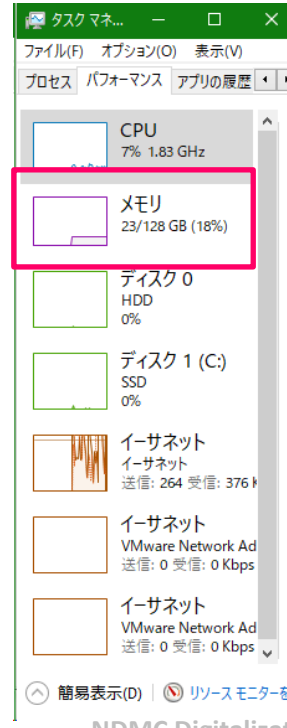 タスク マネ...
ファイル(F) オプション(O) 表示(V)
プロセス パフォーマンス アプリの履歴
CPU
7% 1.83 GHz
メモリ
23/128 GB (18%)
ディスク 0
HDD
0%
ディスク 1 (C:)
SSD
0%
イーサネット
イーサネット
送信: 264 受信: 376 K
イーサネット
VMware Network Ad
送信: 0 受信: 0 Kbps
イーサネット
VMware Network Ad
送信: 0 受信: 0 Kbps
簡易表示(D) リソース モニターを